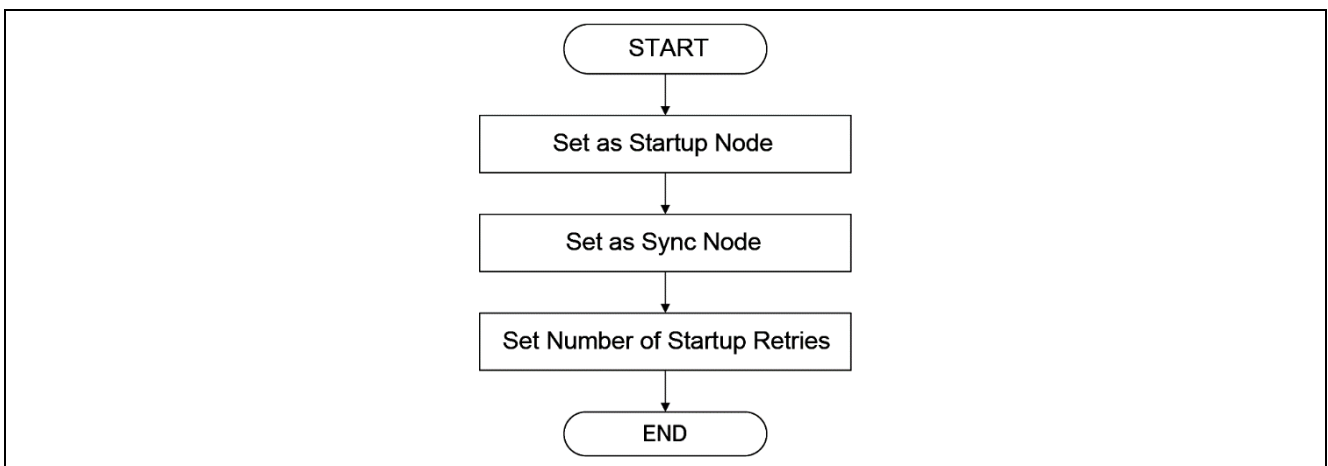 START
Set as Startup Node
Set as Sync Node
Set Number of Startup Retries
END